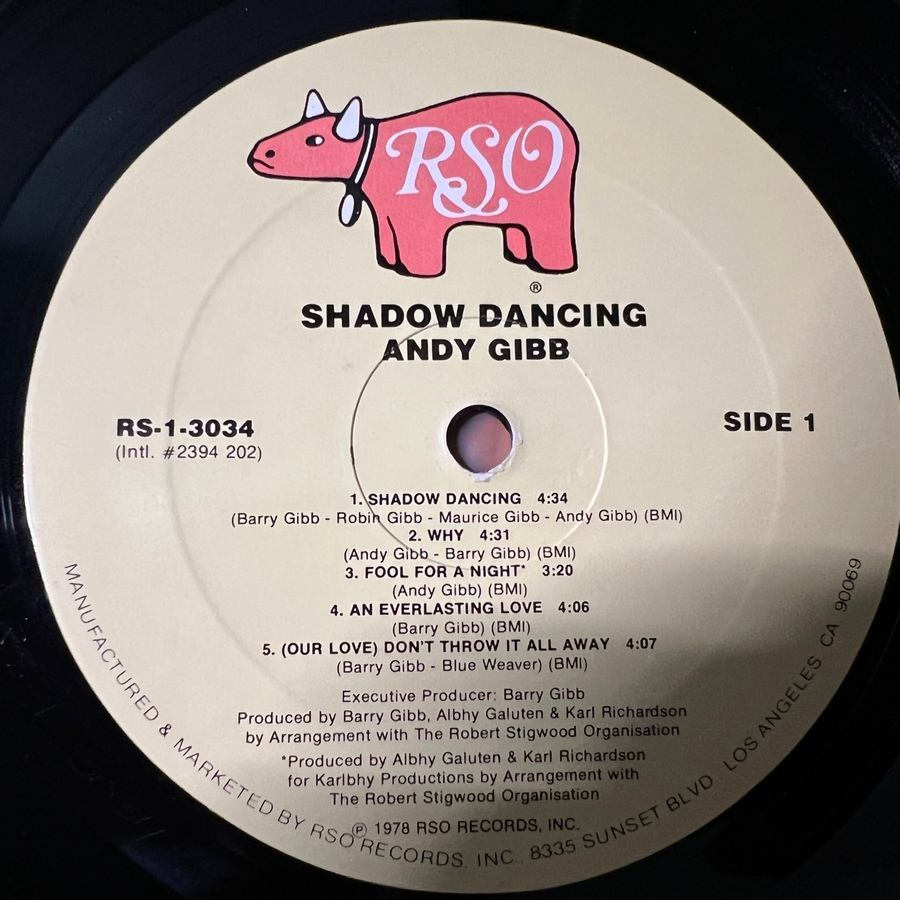 RSO
®
SHADOW DANCING
ANDY GIBB
RS-1-3034
(Intl. #2394 202)
SIDE 1
1. SHADOW DANCING 4:34
(Barry Gibb - Robin Gibb - Maurice Gibb - Andy Gibb) (BMI)
2. WHY 4:31
(Andy Gibb - Barry Gibb) (BMI)
3. FOOL FOR A NIGHT* 3:20
(Andy Gibb) (BMI)
4. AN EVERLASTING LOVE 4:06
(Barry Gibb) (BMI)
5. (OUR LOVE) DON'T THROW IT ALL AWAY 4:07
(Barry Gibb - Blue Weaver) (BMI)
Executive Producer: Barry Gibb
Produced by Barry Gibb, Albhy Galuten & Karl Richardson
by Arrangement with The Robert Stigwood Organisation
*Produced by Albhy Galuten & Karl Richardson
for Karlbhy Productions by Arrangement with
The Robert Stigwood Organisation
℗ 1978 RSO RECORDS, INC.
MANUFACTURED & MARKETED BY RSO RECORDS, INC., 8335 SUNSET BLVD LOS ANGELES CA 90069